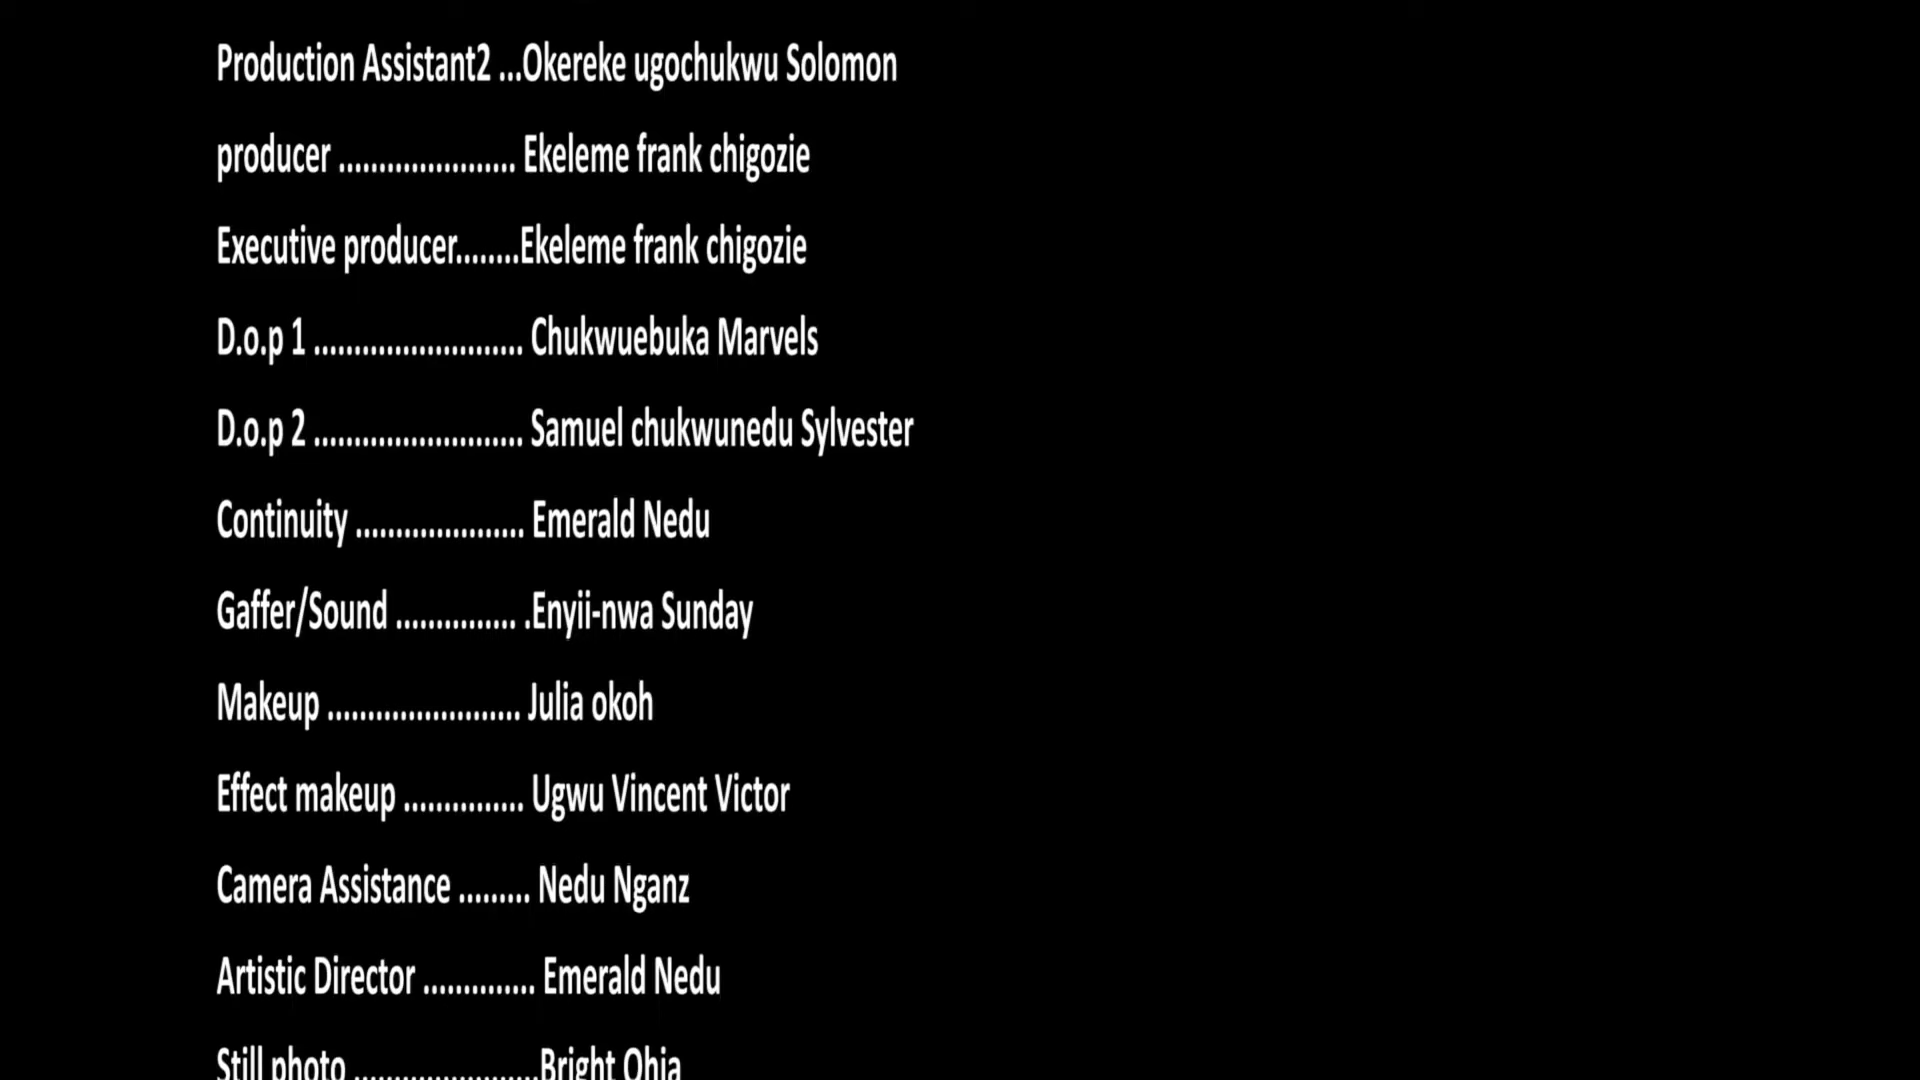 Production Assistant2 ...Okereke ugochukwu Solomon
producer ...................... Ekeleme frank chigozie
Executive producer........Ekeleme frank chigozie
D.o.p 1 .......................... Chukwuebuka Marvels
D.o.p 2 .......................... Samuel chukwunedu Sylvester
Continuity ..................... Emerald Nedu
Gaffer/Sound ............... .Enyii-nwa Sunday
Makeup ........................ Julia okoh
Effect makeup ............... Ugwu Vincent Victor
Camera Assistance ......... Nedu Nganz
Artistic Director .............. Emerald Nedu
Still photo .......................Bright Ohia